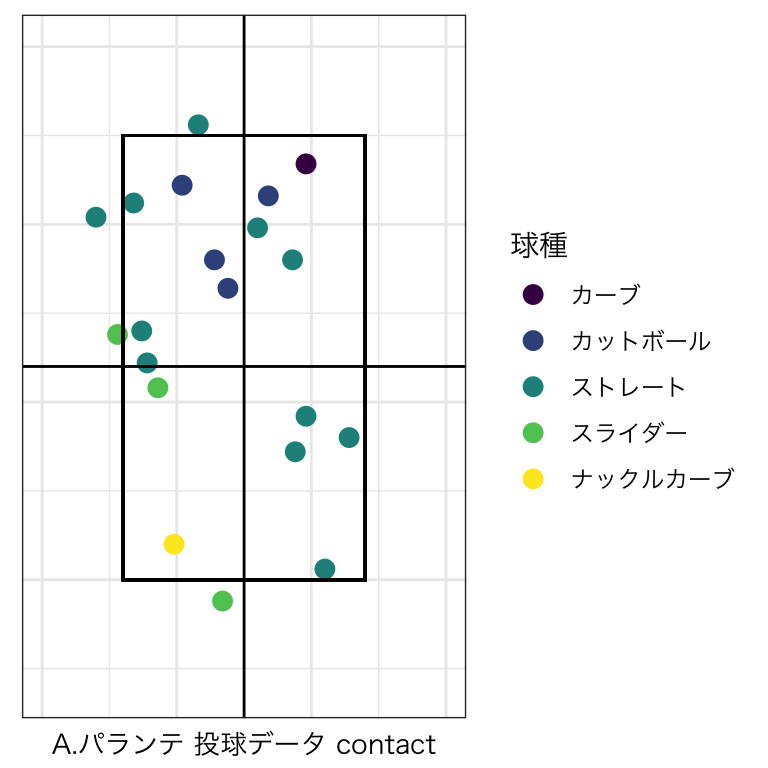 球種
カーブ
カットボール
ストレート
スライダー
ナックルカーブ
A.パランテ 投球データ contact